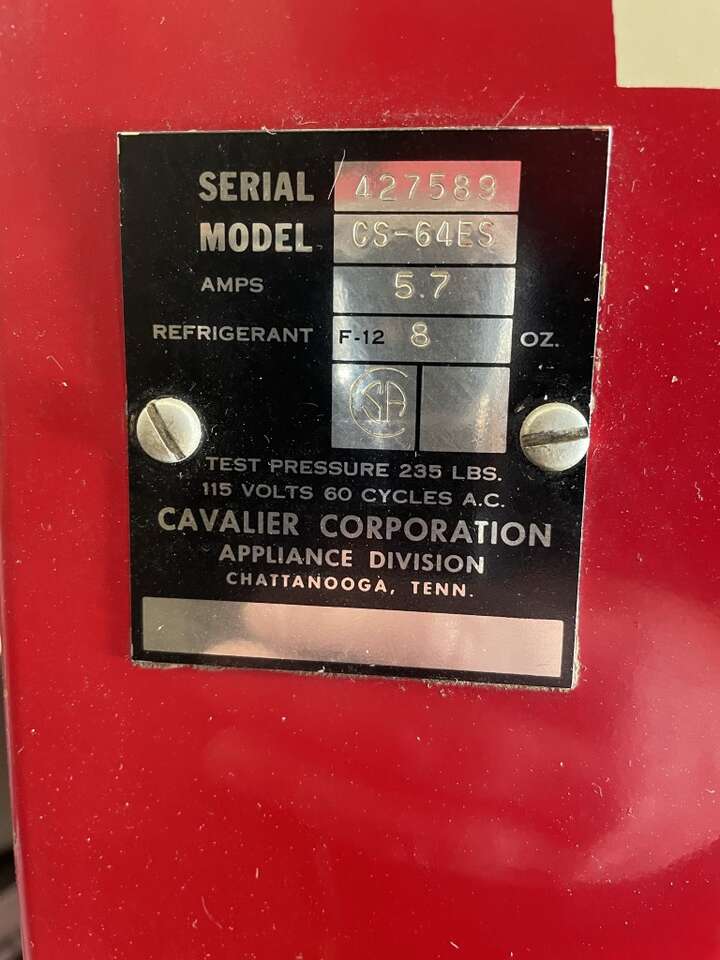 SERIAL 427589
MODEL CS-64ES
AMPS 5.7
REFRIGERANT F-12 8 OZ.
CSA
TEST PRESSURE 235 LBS.
115 VOLTS 60 CYCLES A.C.
CAVALIER CORPORATION
APPLIANCE DIVISION
CHATTANOOGA, TENN.